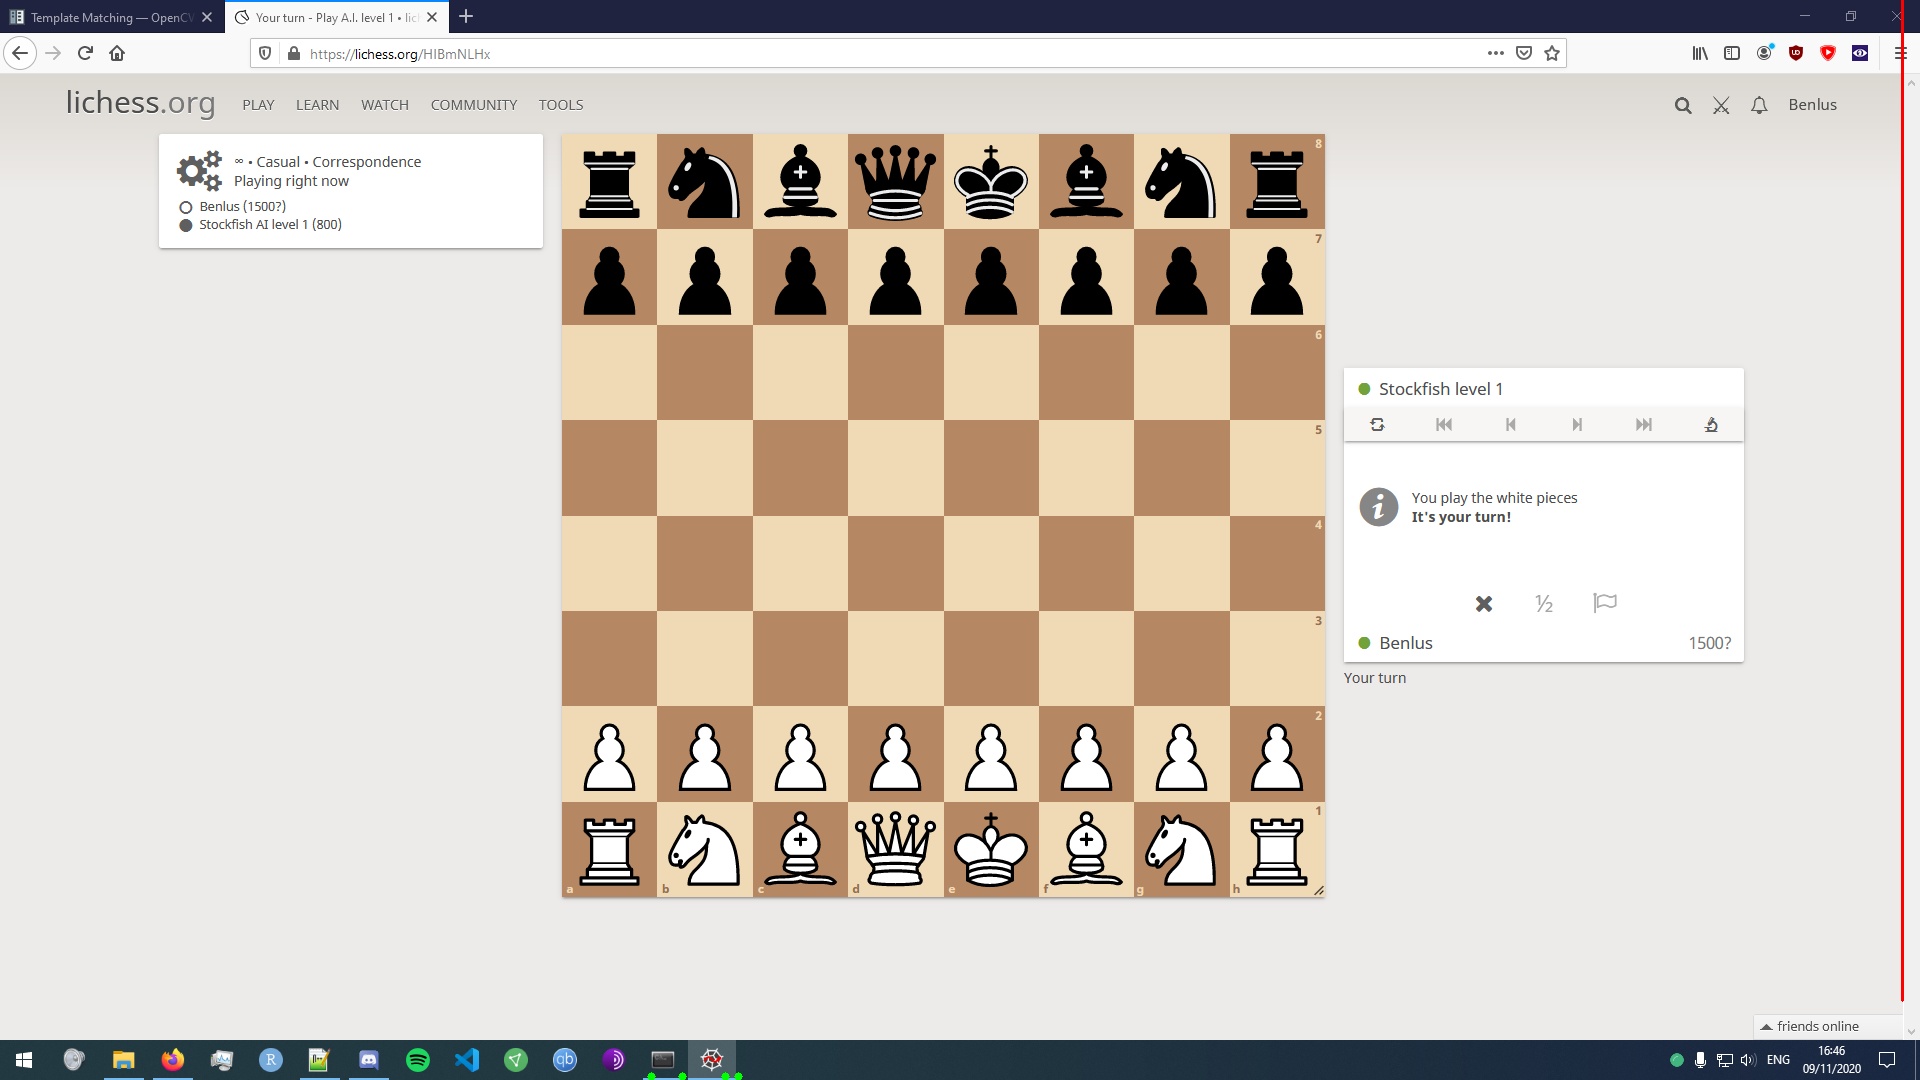 Template Matching — OpenCV
Your turn - Play A.I. level 1 • lic
https://lichess.org/HIBmNLHx
lichess.org
PLAY LEARN WATCH COMMUNITY TOOLS
Benlus
∞ • Casual • Correspondence
Playing right now
Benlus (1500?)
Stockfish AI level 1 (800)
8
7
6
5
4
3
2
1
a b c d e f g h
Stockfish level 1
You play the white pieces
It's your turn!
½
Benlus 1500?
Your turn
friends online
R
qb
ENG
16:46
09/11/2020